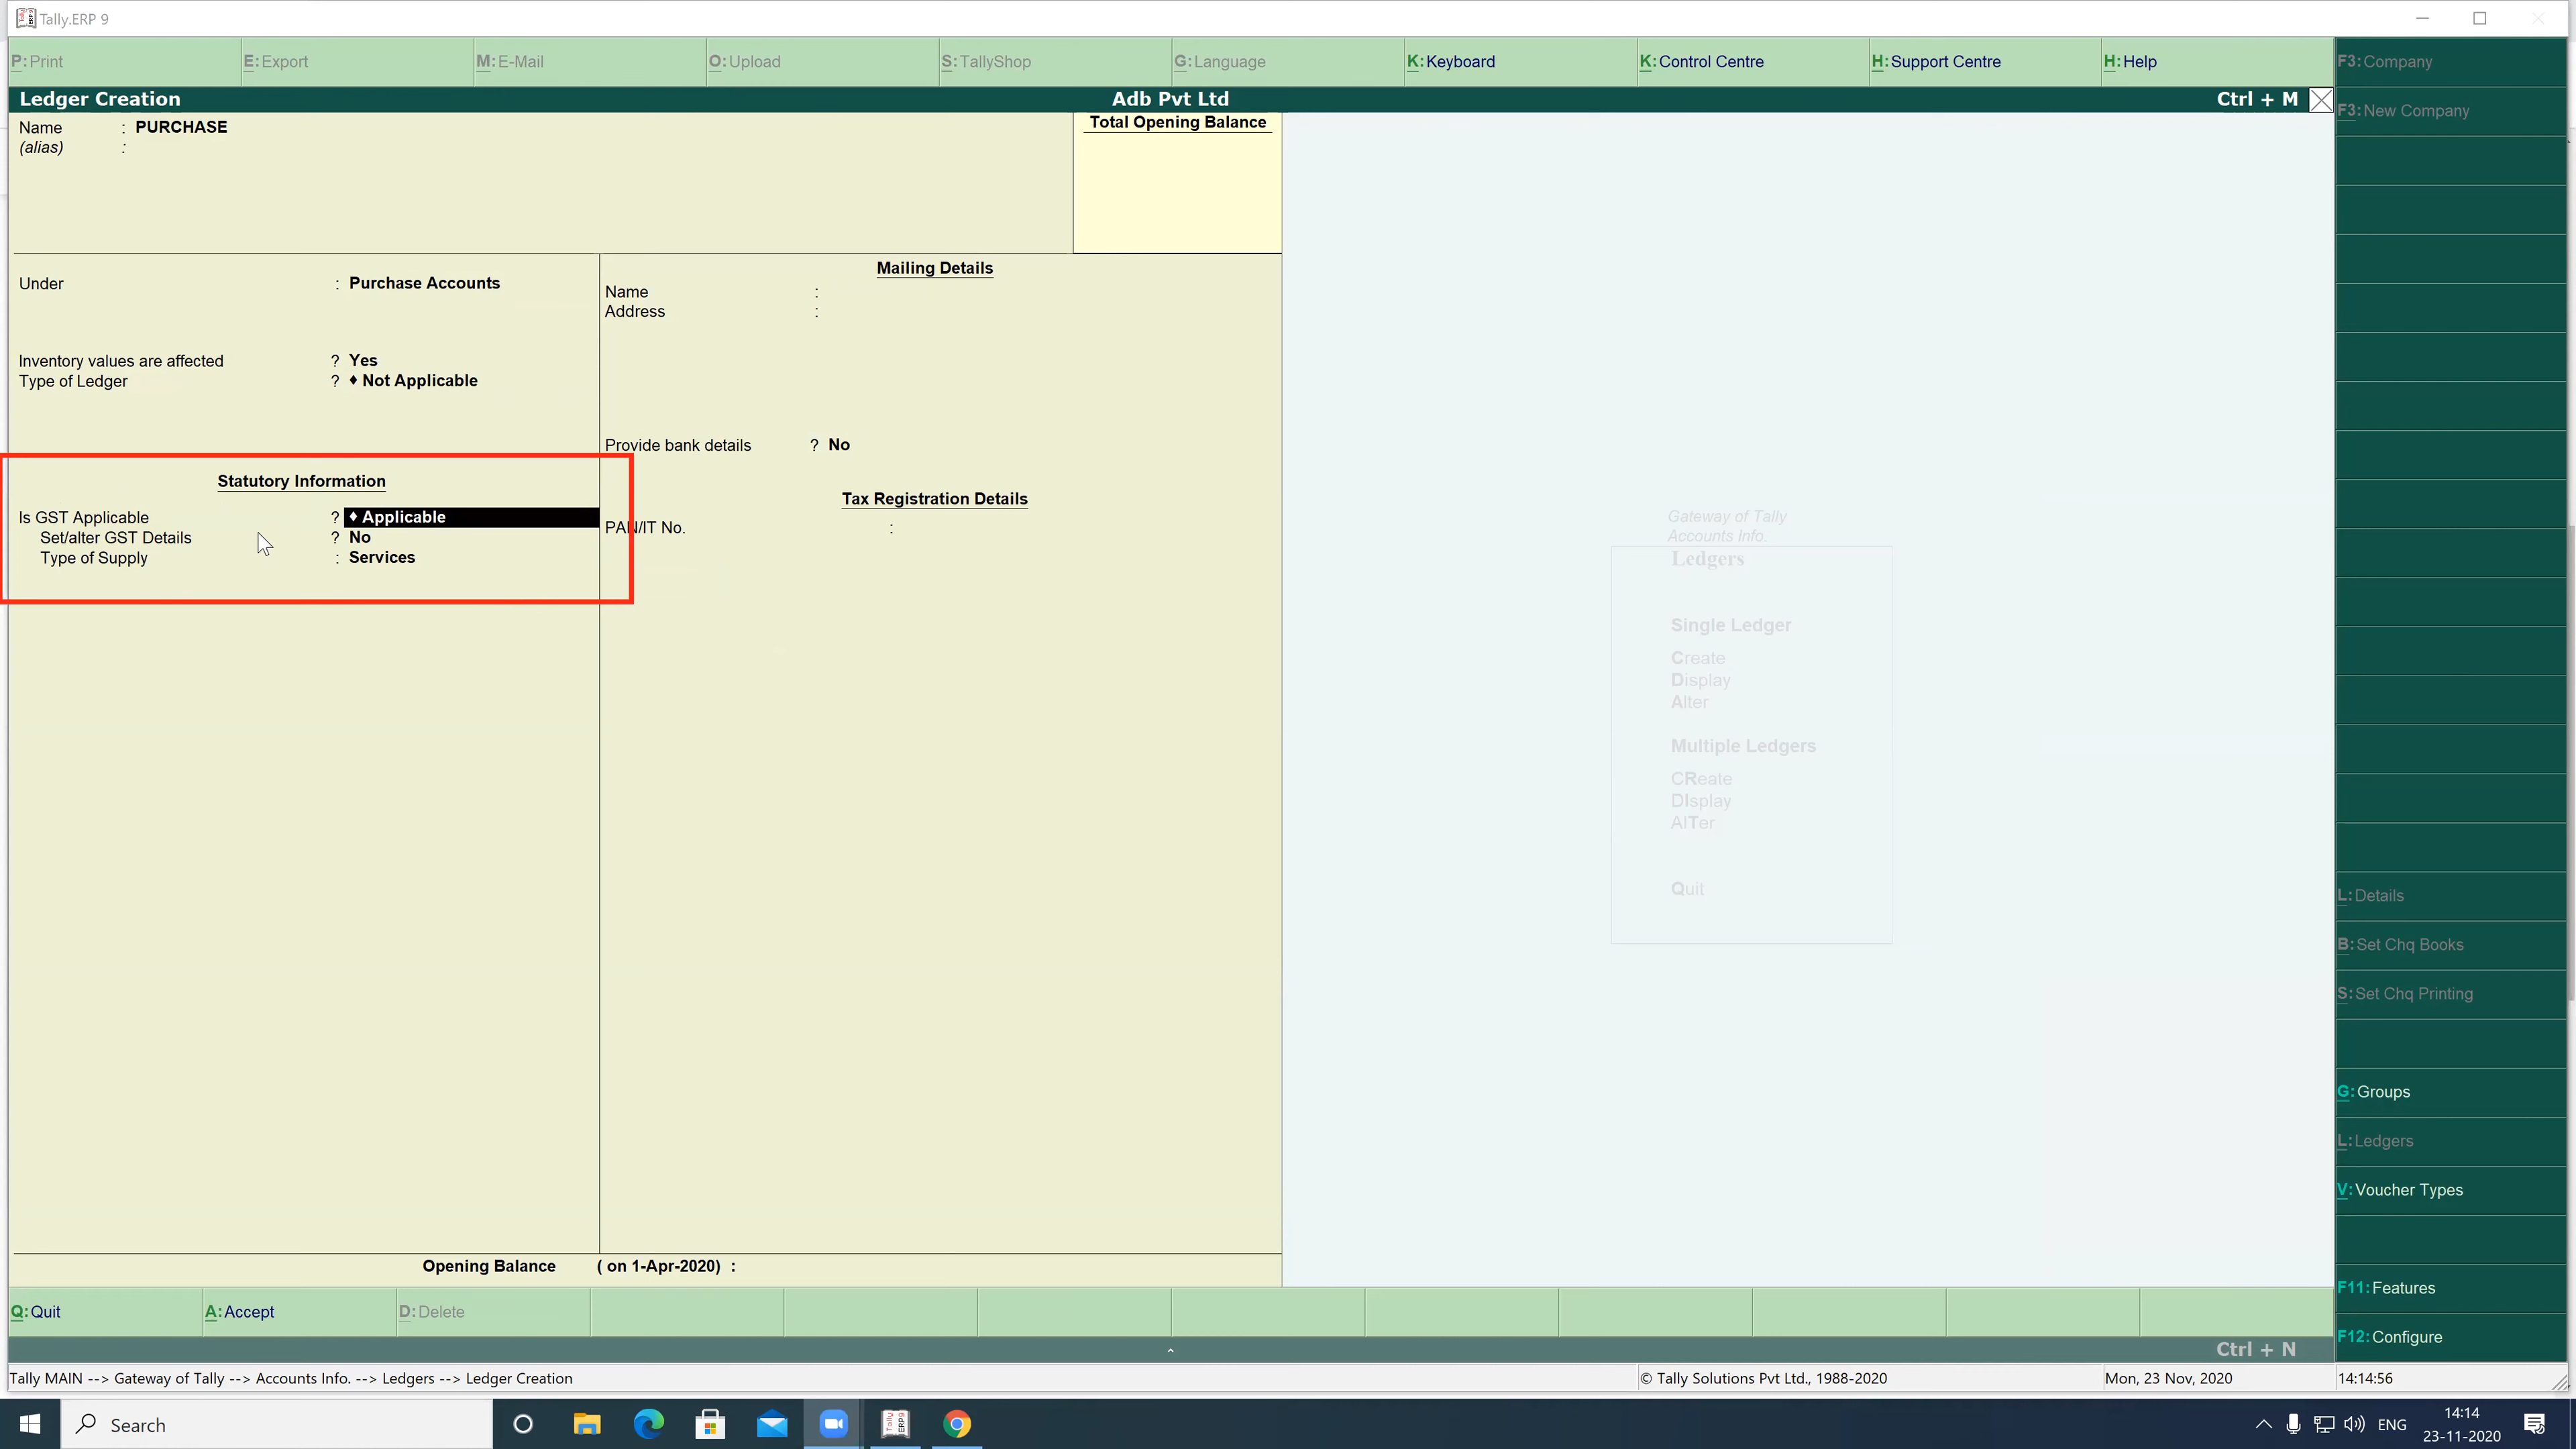 Tally.ERP 9
P: Print E: Export M: E-Mail O: Upload S: TallyShop G: Language K: Keyboard K: Control Centre H: Support Centre H: Help
Ledger Creation Adb Pvt Ltd Ctrl + M
Name : PURCHASE
(alias) :
Total Opening Balance
Under : Purchase Accounts
Inventory values are affected ? Yes
Type of Ledger ? ♦ Not Applicable
Statutory Information
Is GST Applicable ? ♦ Applicable
Set/alter GST Details ? No
Type of Supply : Services
Mailing Details
Name :
Address :
Provide bank details ? No
Tax Registration Details
PAN/IT No. :
Opening Balance ( on 1-Apr-2020) :
Gateway of Tally
Accounts Info.
Ledgers
Single Ledger
Create
Display
Alter
Multiple Ledgers
CReate
DIsplay
AlTer
Quit
F3: Company
F3: New Company
L: Details
B: Set Chq Books
S: Set Chq Printing
G: Groups
L: Ledgers
V: Voucher Types
F11: Features
F12: Configure
Q: Quit A: Accept D: Delete
Ctrl + N
Tally MAIN --> Gateway of Tally --> Accounts Info. --> Ledgers --> Ledger Creation © Tally Solutions Pvt Ltd., 1988-2020 Mon, 23 Nov, 2020 14:14:56
Search
Tally ERP 9
ENG
14:14
23-11-2020